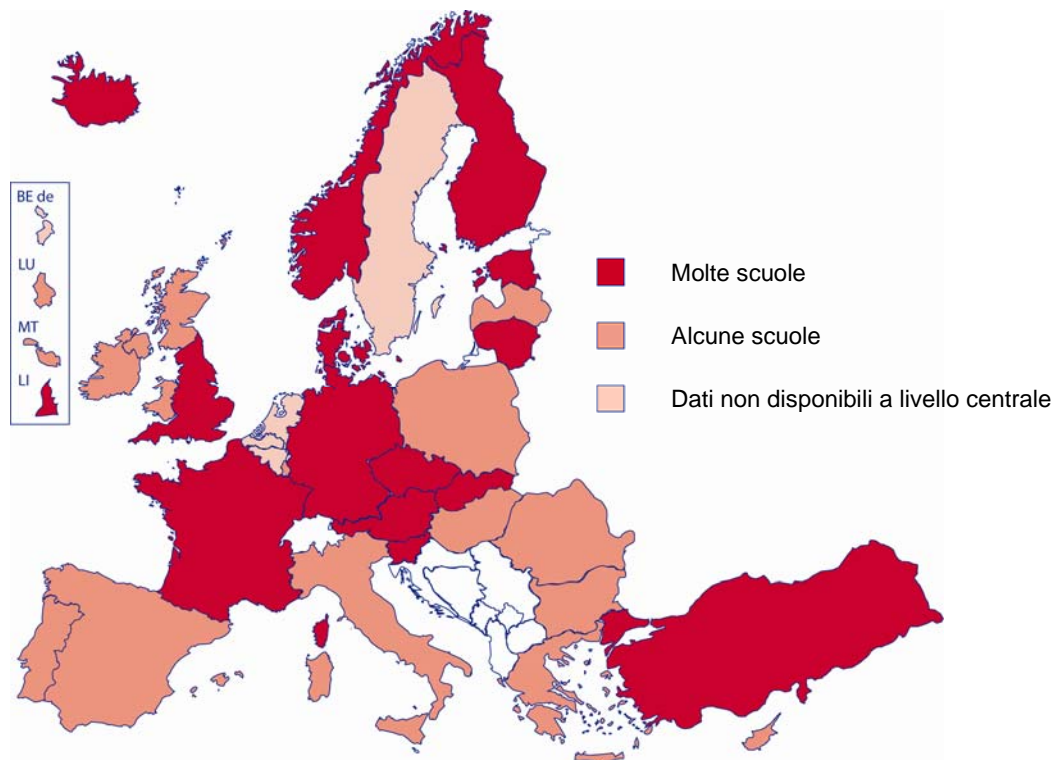 BE de
LU
MT
LI
Molte scuole
Alcune scuole
Dati non disponibili a livello centrale